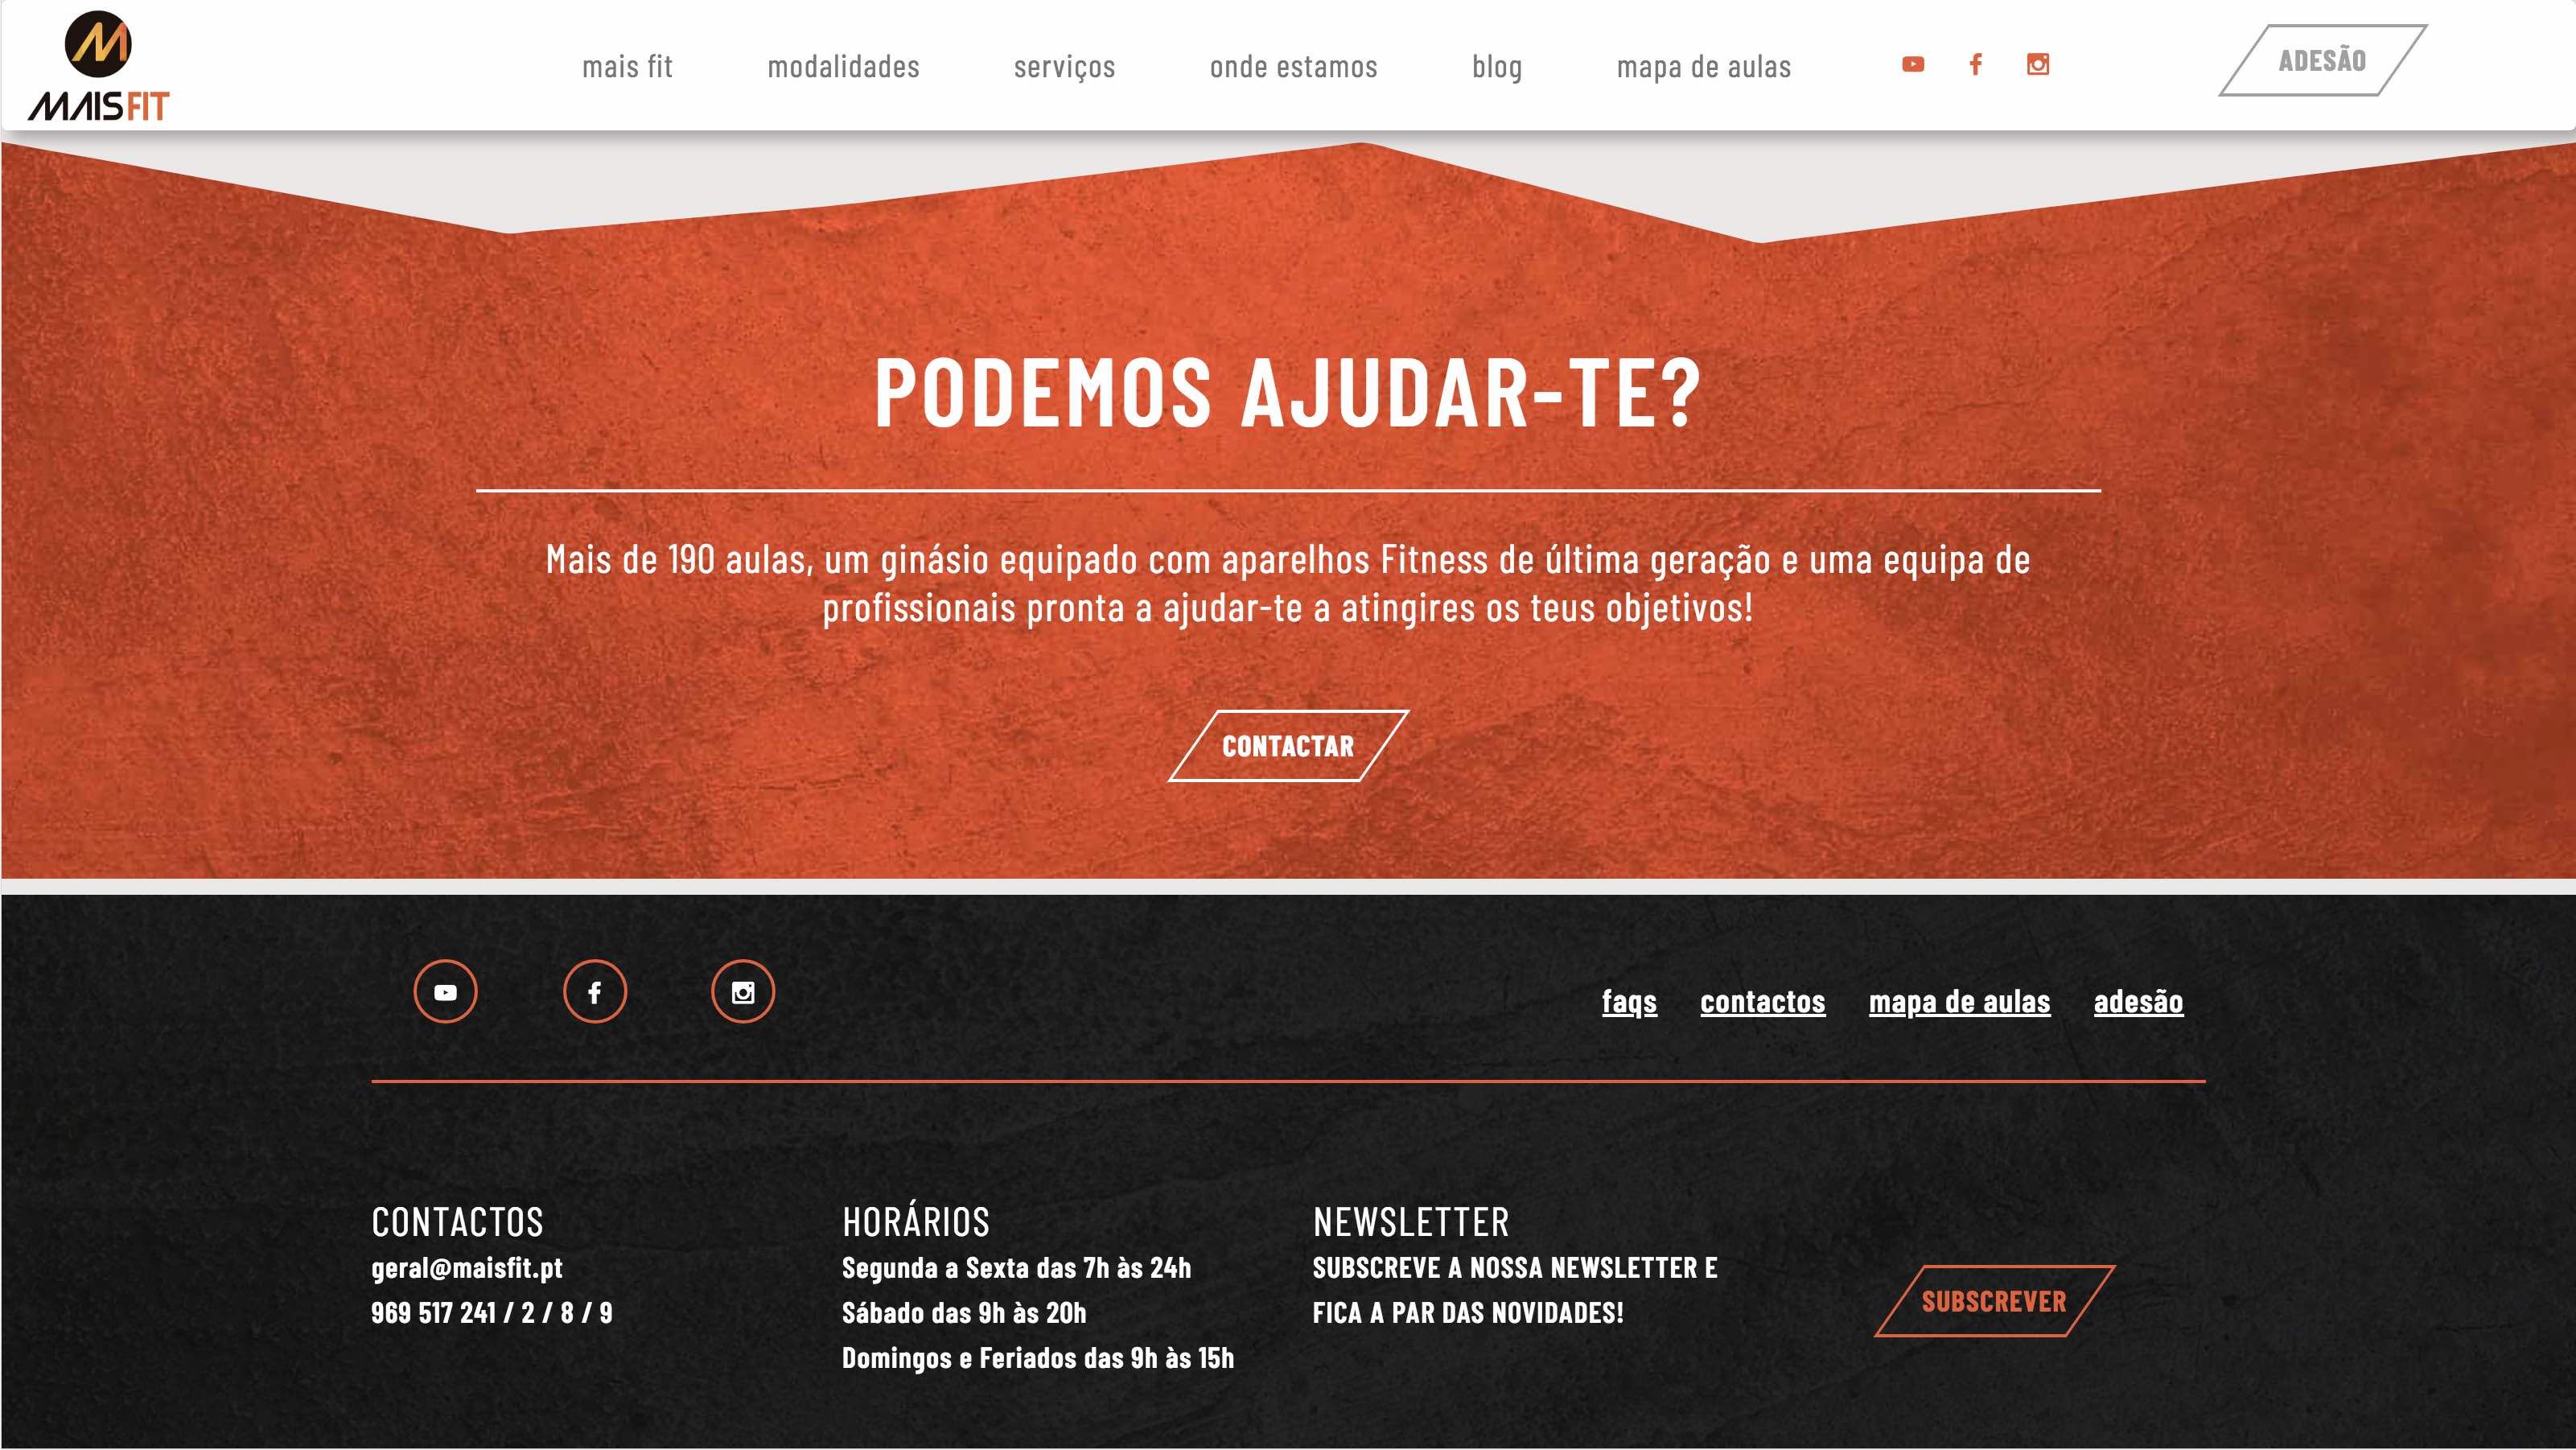 M
MAISFIT
mais fit
modalidades
serviços
onde estamos
blog
mapa de aulas
ADESÃO
PODEMOS AJUDAR-TE?
Mais de 190 aulas, um ginásio equipado com aparelhos Fitness de última geração e uma equipa de
profissionais pronta a ajudar-te a atingires os teus objetivos!
CONTACTAR
faqs
contactos
mapa de aulas
adesão
CONTACTOS
geral@maisfit.pt
969 517 241 / 2 / 8 / 9
HORÁRIOS
Segunda a Sexta das 7h às 24h
Sábado das 9h às 20h
Domingos e Feriados das 9h às 15h
NEWSLETTER
SUBSCREVE A NOSSA NEWSLETTER E
FICA A PAR DAS NOVIDADES!
SUBSCREVER